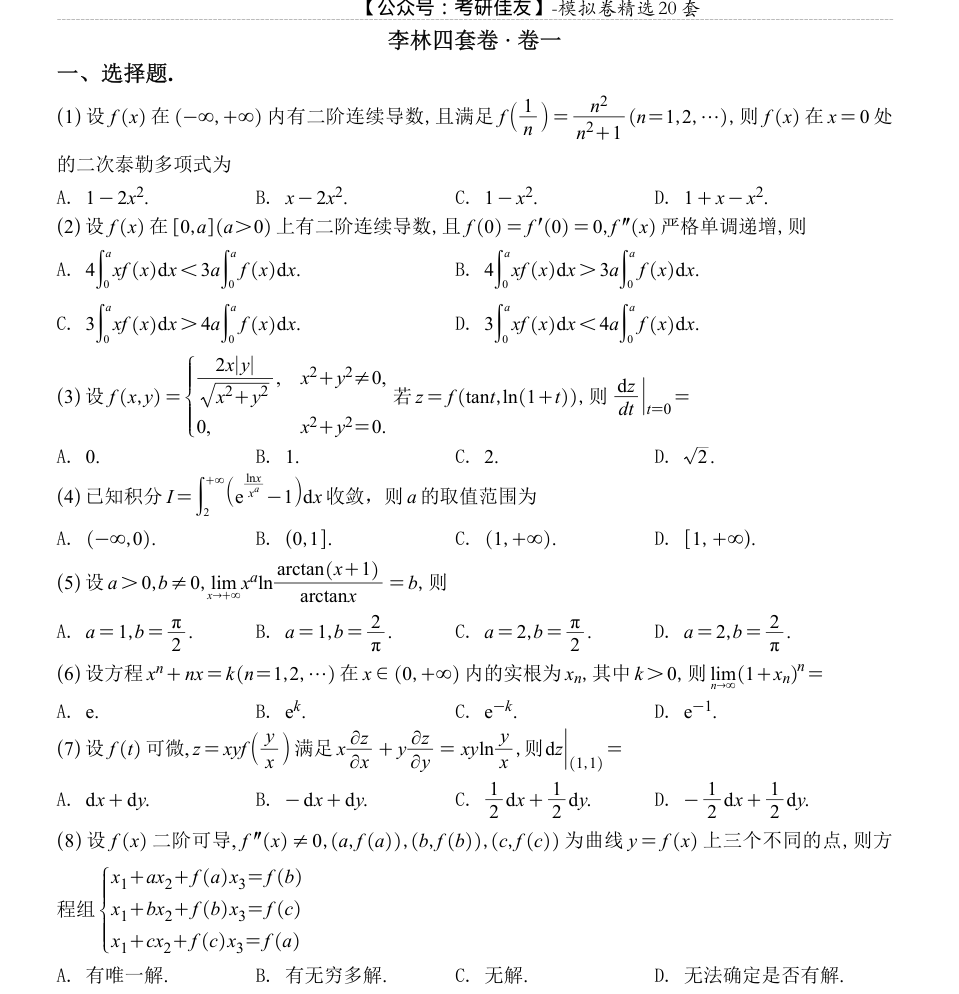 【公众号：考研佳友】-模拟卷精选20套
李林四套卷·卷一
一、选择题.
(1) 设 f(x) 在 (−∞,+∞) 内有二阶连续导数, 且满足 f(1/n) = n²/(n²+1) (n=1,2,⋯), 则 f(x) 在 x=0 处
的二次泰勒多项式为
A. 1−2x². B. x−2x². C. 1−x². D. 1+x−x².
(2) 设 f(x) 在 [0,a](a>0) 上有二阶连续导数, 且 f(0)=f′(0)=0, f″(x) 严格单调递增, 则
A. 4∫₀ᵃ xf(x)dx < 3a∫₀ᵃ f(x)dx. B. 4∫₀ᵃ xf(x)dx > 3a∫₀ᵃ f(x)dx.
C. 3∫₀ᵃ xf(x)dx > 4a∫₀ᵃ f(x)dx. D. 3∫₀ᵃ xf(x)dx < 4a∫₀ᵃ f(x)dx.
(3) 设 f(x,y) = { 2x|y|/√(x²+y²), x²+y²≠0, 0, x²+y²=0. 若 z=f(tant,ln(1+t)), 则 dz/dt|t=0 =
A. 0. B. 1. C. 2. D. √2.
(4) 已知积分 I=∫₂^{+∞} (e^{lnx/x^a} −1)dx 收敛，则 a 的取值范围为
A. (−∞,0). B. (0,1]. C. (1,+∞). D. [1,+∞).
(5) 设 a>0,b≠0, lim x→+∞ x^a ln arctan(x+1)/arctanx = b, 则
A. a=1,b=π/2. B. a=1,b=2/π. C. a=2,b=π/2. D. a=2,b=2/π.
(6) 设方程 xⁿ+nx=k(n=1,2,⋯) 在 x∈(0,+∞) 内的实根为 xₙ, 其中 k>0, 则 lim n→∞ (1+xₙ)ⁿ=
A. e. B. e^k. C. e^{−k}. D. e^{−1}.
(7) 设 f(t) 可微, z=xyf(y/x) 满足 x ∂z/∂x + y ∂z/∂y = xyln y/x, 则 dz|(1,1) =
A. dx+dy. B. −dx+dy. C. 1/2 dx+1/2 dy. D. −1/2 dx+1/2 dy.
(8) 设 f(x) 二阶可导, f″(x)≠0, (a,f(a)),(b,f(b)),(c,f(c)) 为曲线 y=f(x) 上三个不同的点, 则方
x₁+ax₂+f(a)x₃=f(b)
程组 { x₁+bx₂+f(b)x₃=f(c)
x₁+cx₂+f(c)x₃=f(a)
A. 有唯一解. B. 有无穷多解. C. 无解. D. 无法确定是否有解.